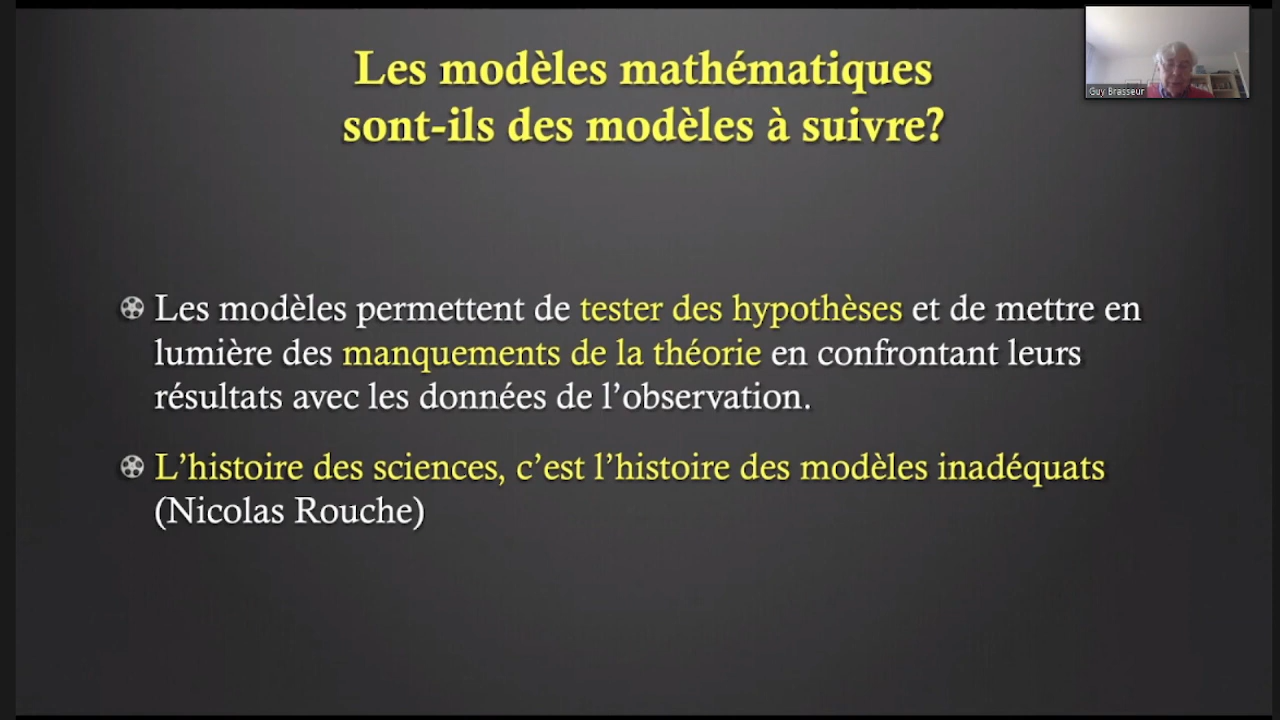 Les modèles mathématiques
sont-ils des modèles à suivre?
Guy Brasseur
Les modèles permettent de tester des hypothèses et de mettre en
lumière des manquements de la théorie en confrontant leurs
résultats avec les données de l’observation.
L’histoire des sciences, c’est l’histoire des modèles inadéquats
(Nicolas Rouche)